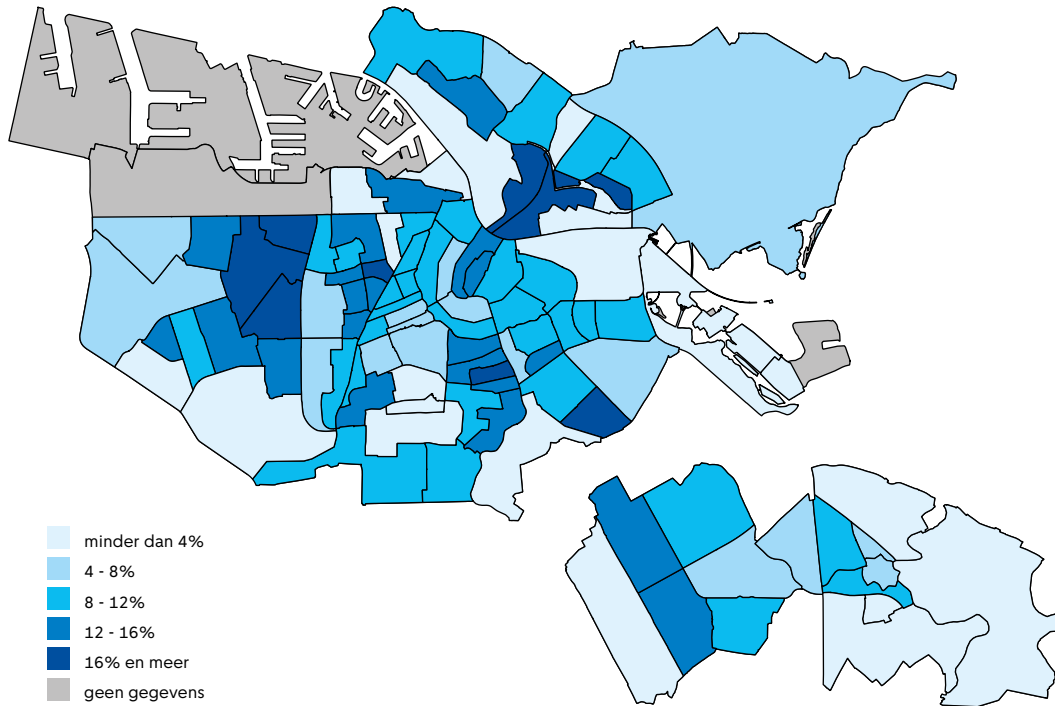 minder dan 4%
4 - 8%
8 - 12%
12 - 16%
16% en meer
geen gegevens